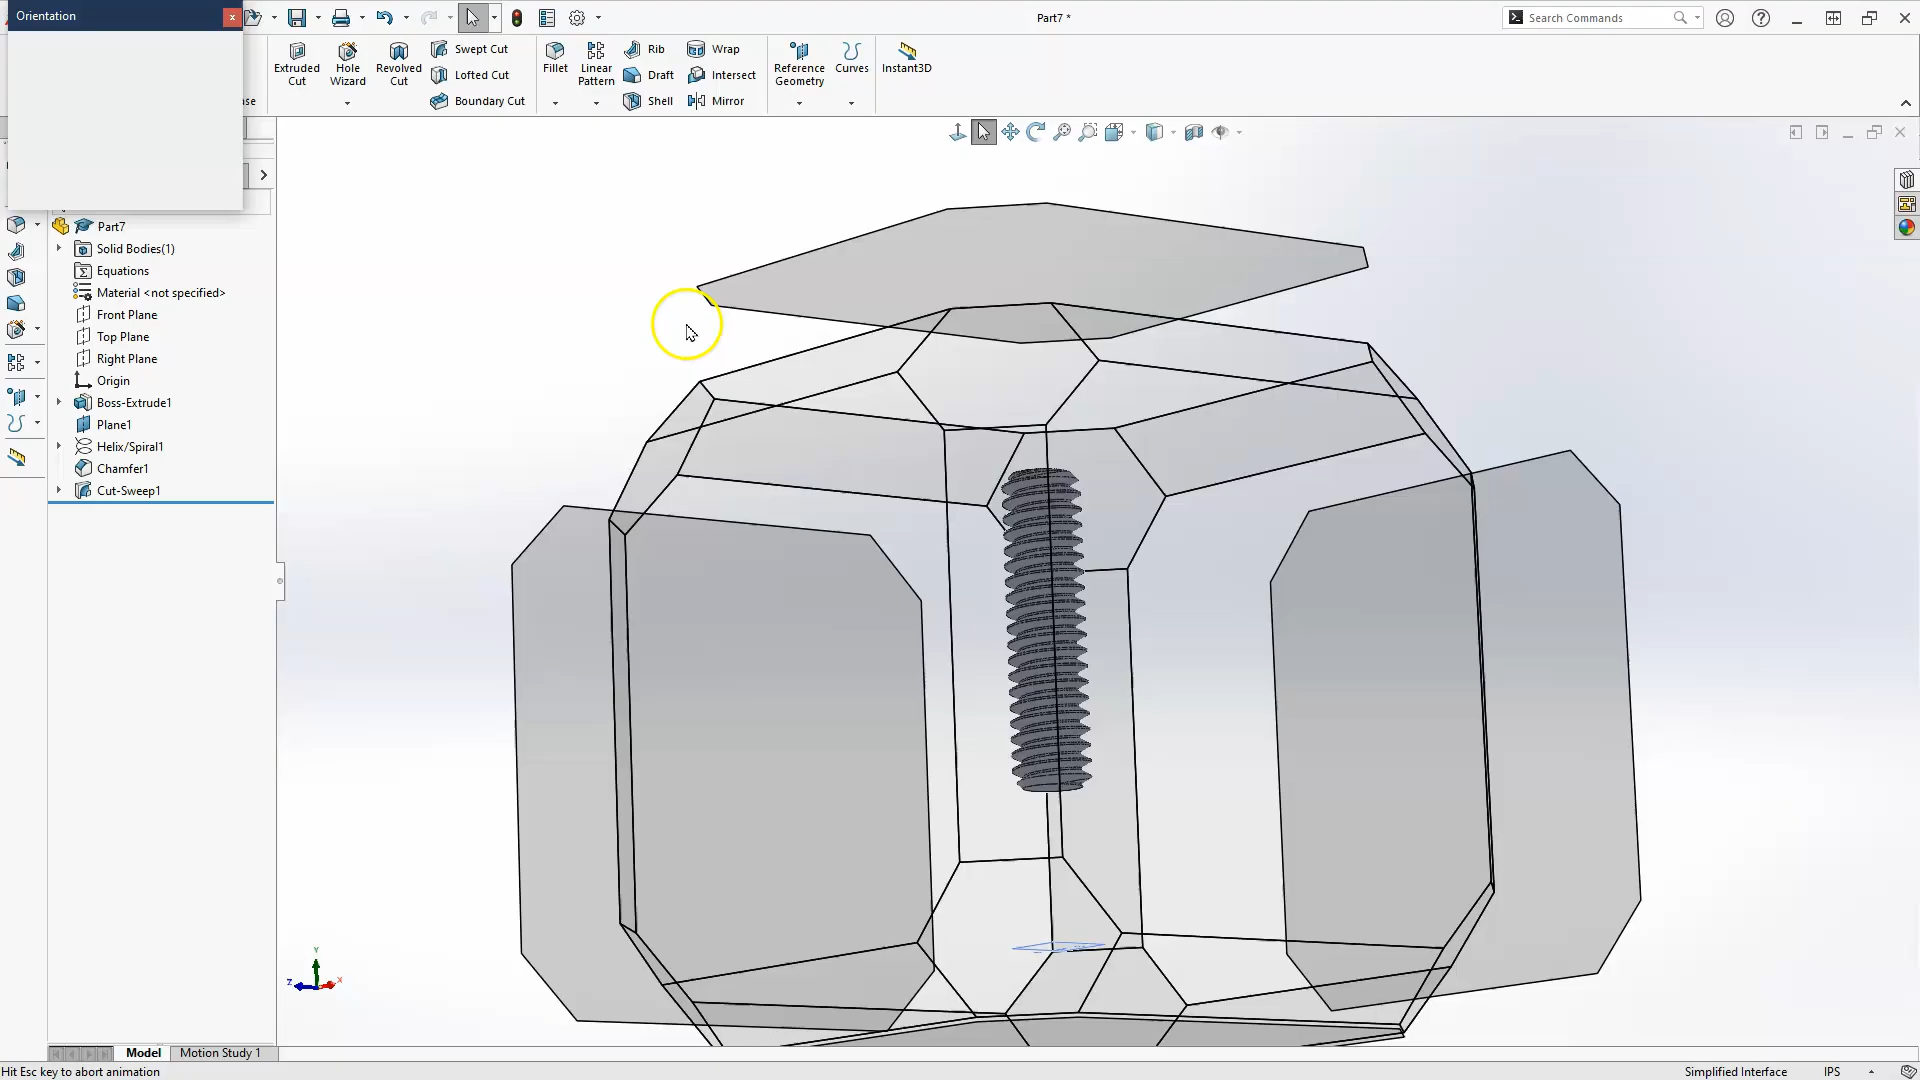 Orientation
Part7 *
Search Commands
Extruded Cut
Hole Wizard
Revolved Cut
Swept Cut
Lofted Cut
Boundary Cut
Fillet
Linear Pattern
Rib
Draft
Shell
Wrap
Intersect
Mirror
Reference Geometry
Curves
Instant3D
Part7
Solid Bodies(1)
Equations
Material <not specified>
Front Plane
Top Plane
Right Plane
Origin
Boss-Extrude1
Plane1
Helix/Spiral1
Chamfer1
Cut-Sweep1
Y
Z
X
Model
Motion Study 1
Hit Esc key to abort animation
Simplified Interface
IPS